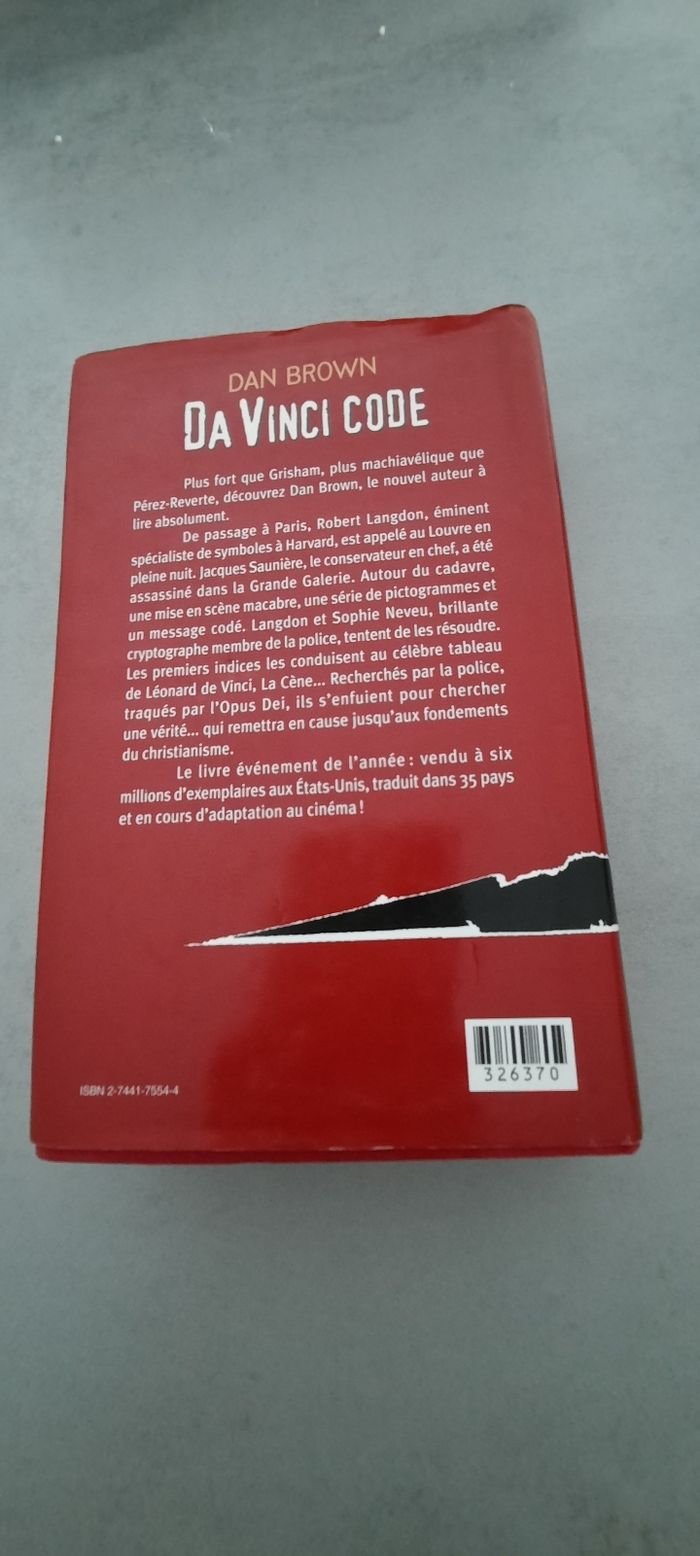 DAN BROWN
DA VINCI CODE
Plus fort que Grisham, plus machiavélique que
Pérez-Reverte, découvrez Dan Brown, le nouvel auteur à
lire absolument.
De passage à Paris, Robert Langdon, éminent
spécialiste de symboles à Harvard, est appelé au Louvre en
pleine nuit. Jacques Saunière, le conservateur en chef, a été
assassiné dans la Grande Galerie. Autour du cadavre,
une mise en scène macabre, une série de pictogrammes et
un message codé. Langdon et Sophie Neveu, brillante
cryptographe membre de la police, tentent de les résoudre.
Les premiers indices les conduisent au célèbre tableau
de Léonard de Vinci, La Cène... Recherchés par la police,
traqués par l'Opus Dei, ils s'enfuient pour chercher
une vérité... qui remettra en cause jusqu'aux fondements
du christianisme.
Le livre événement de l'année : vendu à six
millions d'exemplaires aux États-Unis, traduit dans 35 pays
et en cours d'adaptation au cinéma !
ISBN 2-7441-7554-4
326370